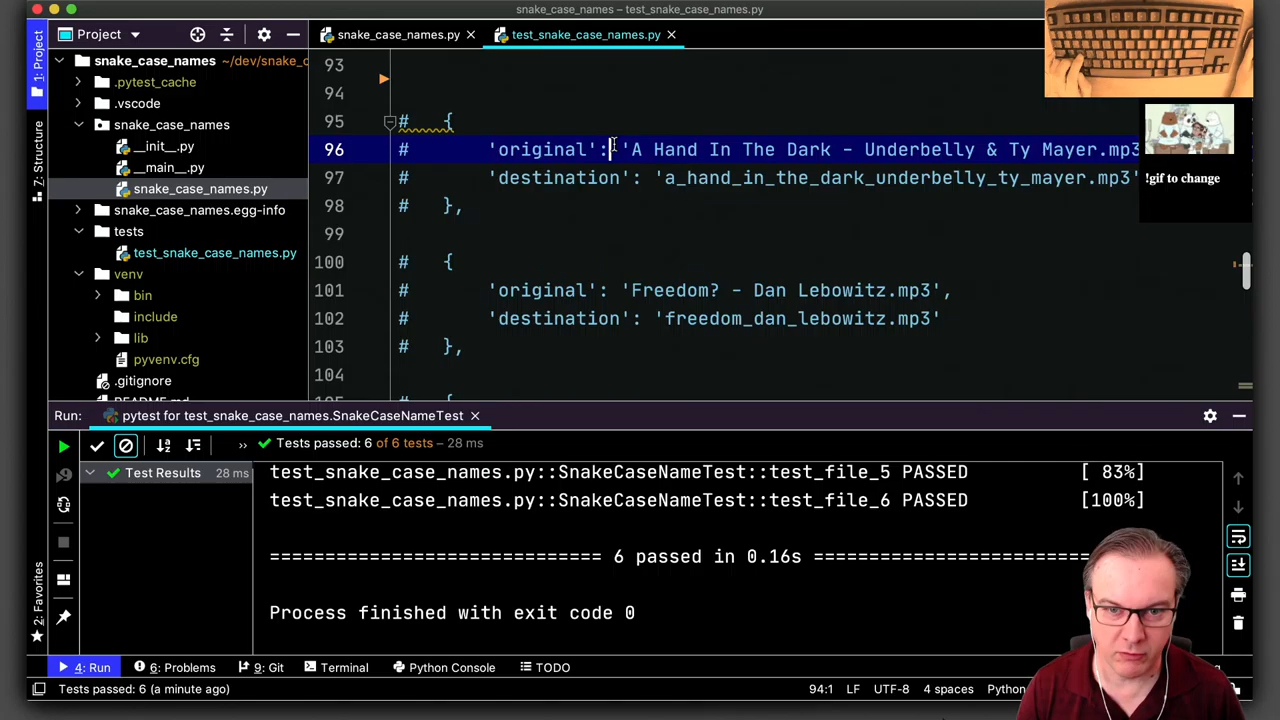 snake_case_names – test_snake_case_names.py
Project
snake_case_names.py
test_snake_case_names.py
1: Project
7: Structure
2: Favorites
snake_case_names ~/dev/snake_c
.pytest_cache
.vscode
snake_case_names
__init__.py
__main__.py
snake_case_names.py
snake_case_names.egg-info
tests
test_snake_case_names.py
venv
bin
include
lib
pyvenv.cfg
.gitignore
README.md
93
94
95 # {
96 # 'original': 'A Hand In The Dark - Underbelly & Ty Mayer.mp3
97 # 'destination': 'a_hand_in_the_dark_underbelly_ty_mayer.mp3'
98 # },
99
100 # {
101 # 'original': 'Freedom? - Dan Lebowitz.mp3',
102 # 'destination': 'freedom_dan_lebowitz.mp3'
103 # },
104
105 # {
!gif to change
Run: pytest for test_snake_case_names.SnakeCaseNameTest
» Tests passed: 6 of 6 tests – 28 ms
Test Results 28 ms
test_snake_case_names.py::SnakeCaseNameTest::test_file_5 PASSED [ 83%]
test_snake_case_names.py::SnakeCaseNameTest::test_file_6 PASSED [100%]
============================ 6 passed in 0.16s ============================
Process finished with exit code 0
4: Run
6: Problems
9: Git
Terminal
Python Console
TODO
Tests passed: 6 (a minute ago)
94:1 LF UTF-8 4 spaces Python